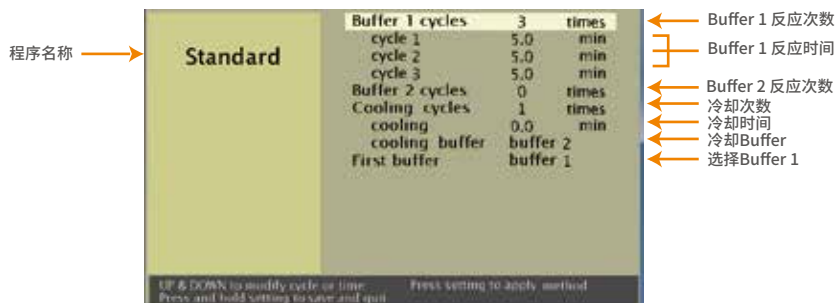 程序名称
Standard
Buffer 1 cycles 3 times
cycle 1 5.0 min
cycle 2 5.0 min
cycle 3 5.0 min
Buffer 2 cycles 0 times
Cooling cycles 1 times
cooling 0.0 min
cooling buffer buffer 2
First buffer buffer 1
Buffer 1 反应次数
Buffer 1 反应时间
Buffer 2 反应次数
冷却次数
冷却时间
冷却Buffer
选择Buffer 1
UP & DOWN to modify cycle or time Press setting to apply method
Press and hold setting to save and quit